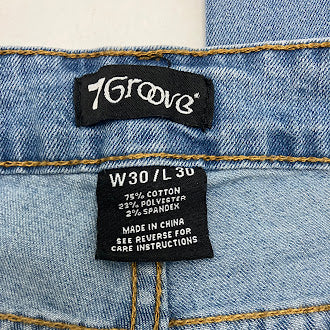 7Groove
W30/L 30
75% COTTON
23% POLYESTER
2% SPANDEX
MADE IN CHINA
SEE REVERSE FOR
CARE INSTRUCTIONS